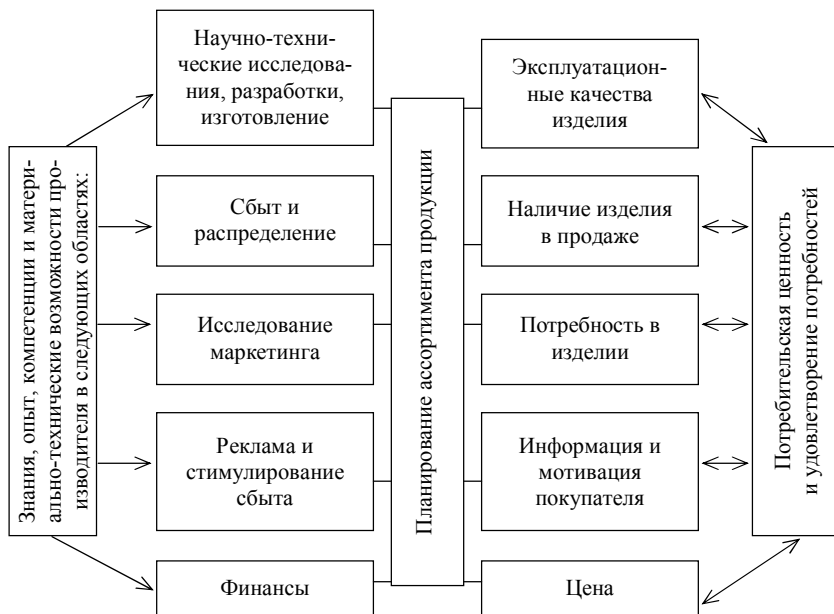 Знания, опыт, компетенции и матери-
ально-технические возможности про-
изводителя в следующих областях:
Научно-техни-
ческие исследова-
ния, разработки,
изготовление
Сбыт и
распределение
Исследование
маркетинга
Реклама и
стимулирование
сбыта
Финансы
Планирование ассортимента продукции
Эксплуатацион-
ные качества
изделия
Наличие изделия
в продаже
Потребность в
изделии
Информация и
мотивация
покупателя
Цена
Потребительская ценность
и удовлетворение потребностей